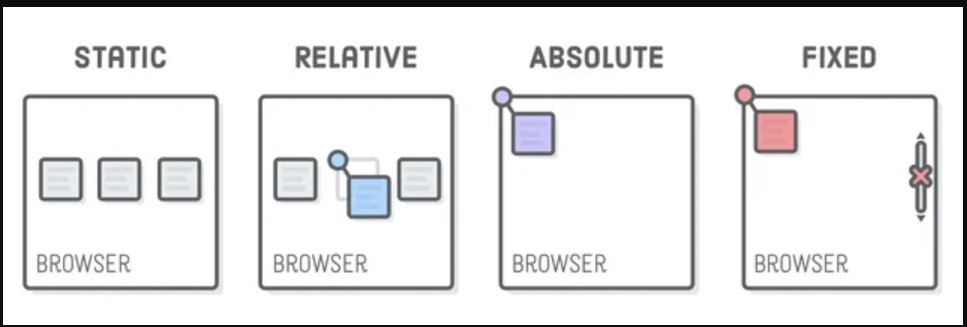 STATIC
RELATIVE
ABSOLUTE
FIXED
BROWSER
BROWSER
BROWSER
BROWSER